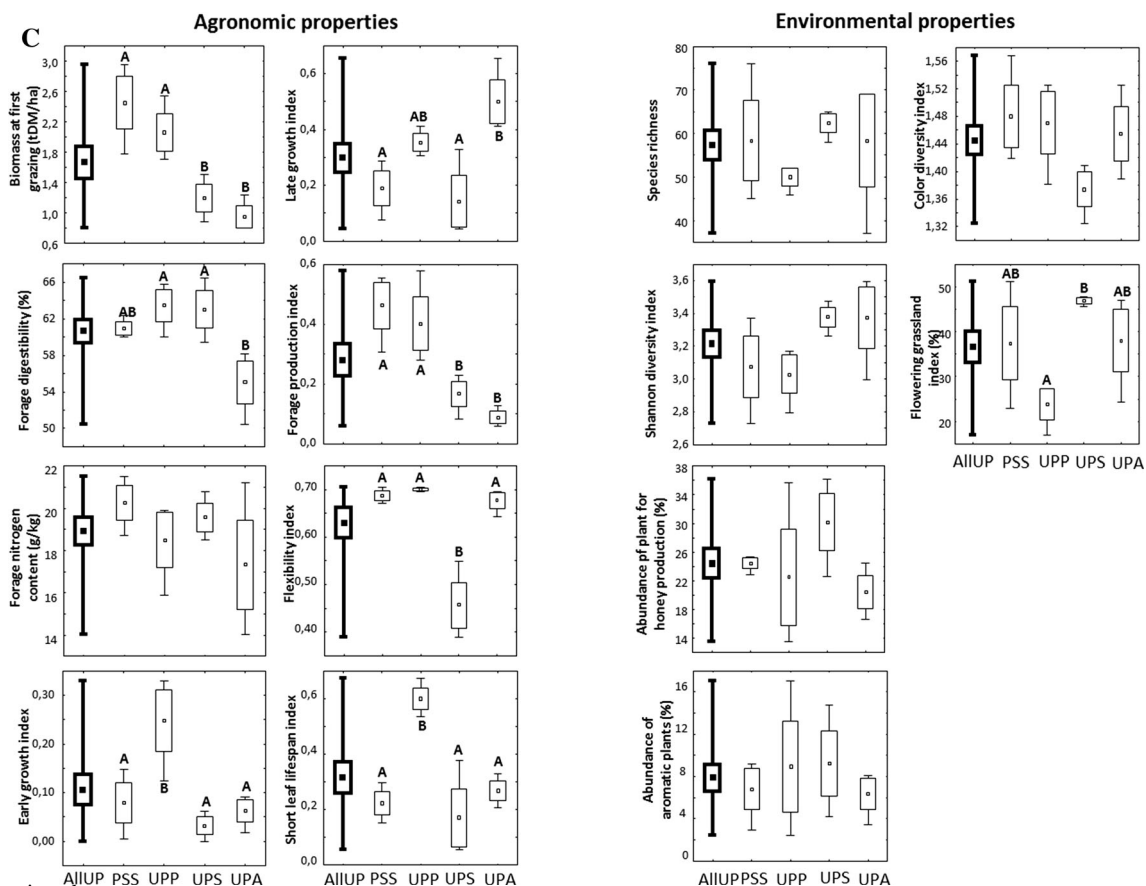 C
Agronomic properties
Environmental properties
Biomass at first
grazing (tDM/ha)
3,0
2,6
2,2
1,8
1,4
1,0
0,6
A
A
B
B
Late growth index
0,6
0,4
0,2
0,0
A
AB
A
B
Species richness
80
70
60
50
40
Color diversity index
1,56
1,52
1,48
1,44
1,40
1,36
1,32
Forage digestibility (%)
66
62
58
54
50
AB
A
A
B
Forage production index
0,6
0,4
0,2
0,0
A
A
B
B
Shannon diversity index
3,6
3,4
3,2
3,0
2,8
2,6
Flowering grassland
index (%)
50
40
30
20
AB
A
B
AB
AllUP PSS UPP UPS UPA
Forage nitrogen
content (g/kg)
22
21
20
18
16
14
Flexibility index
0,70
0,60
0,50
0,40
A
A
B
A
Abundance pf plant for
honey production (%)
38
34
30
26
22
18
14
Early growth index
0,30
0,20
0,10
0,00
A
B
A
A
AllUP PSS UPP UPS UPA
Short leaf lifespan index
0,6
0,4
0,2
0,0
A
B
A
A
AllUP PSS UPP UPS UPA
Abundance of
aromatic plants (%)
16
12
8
4
0
AllUP PSS UPP UPS UPA